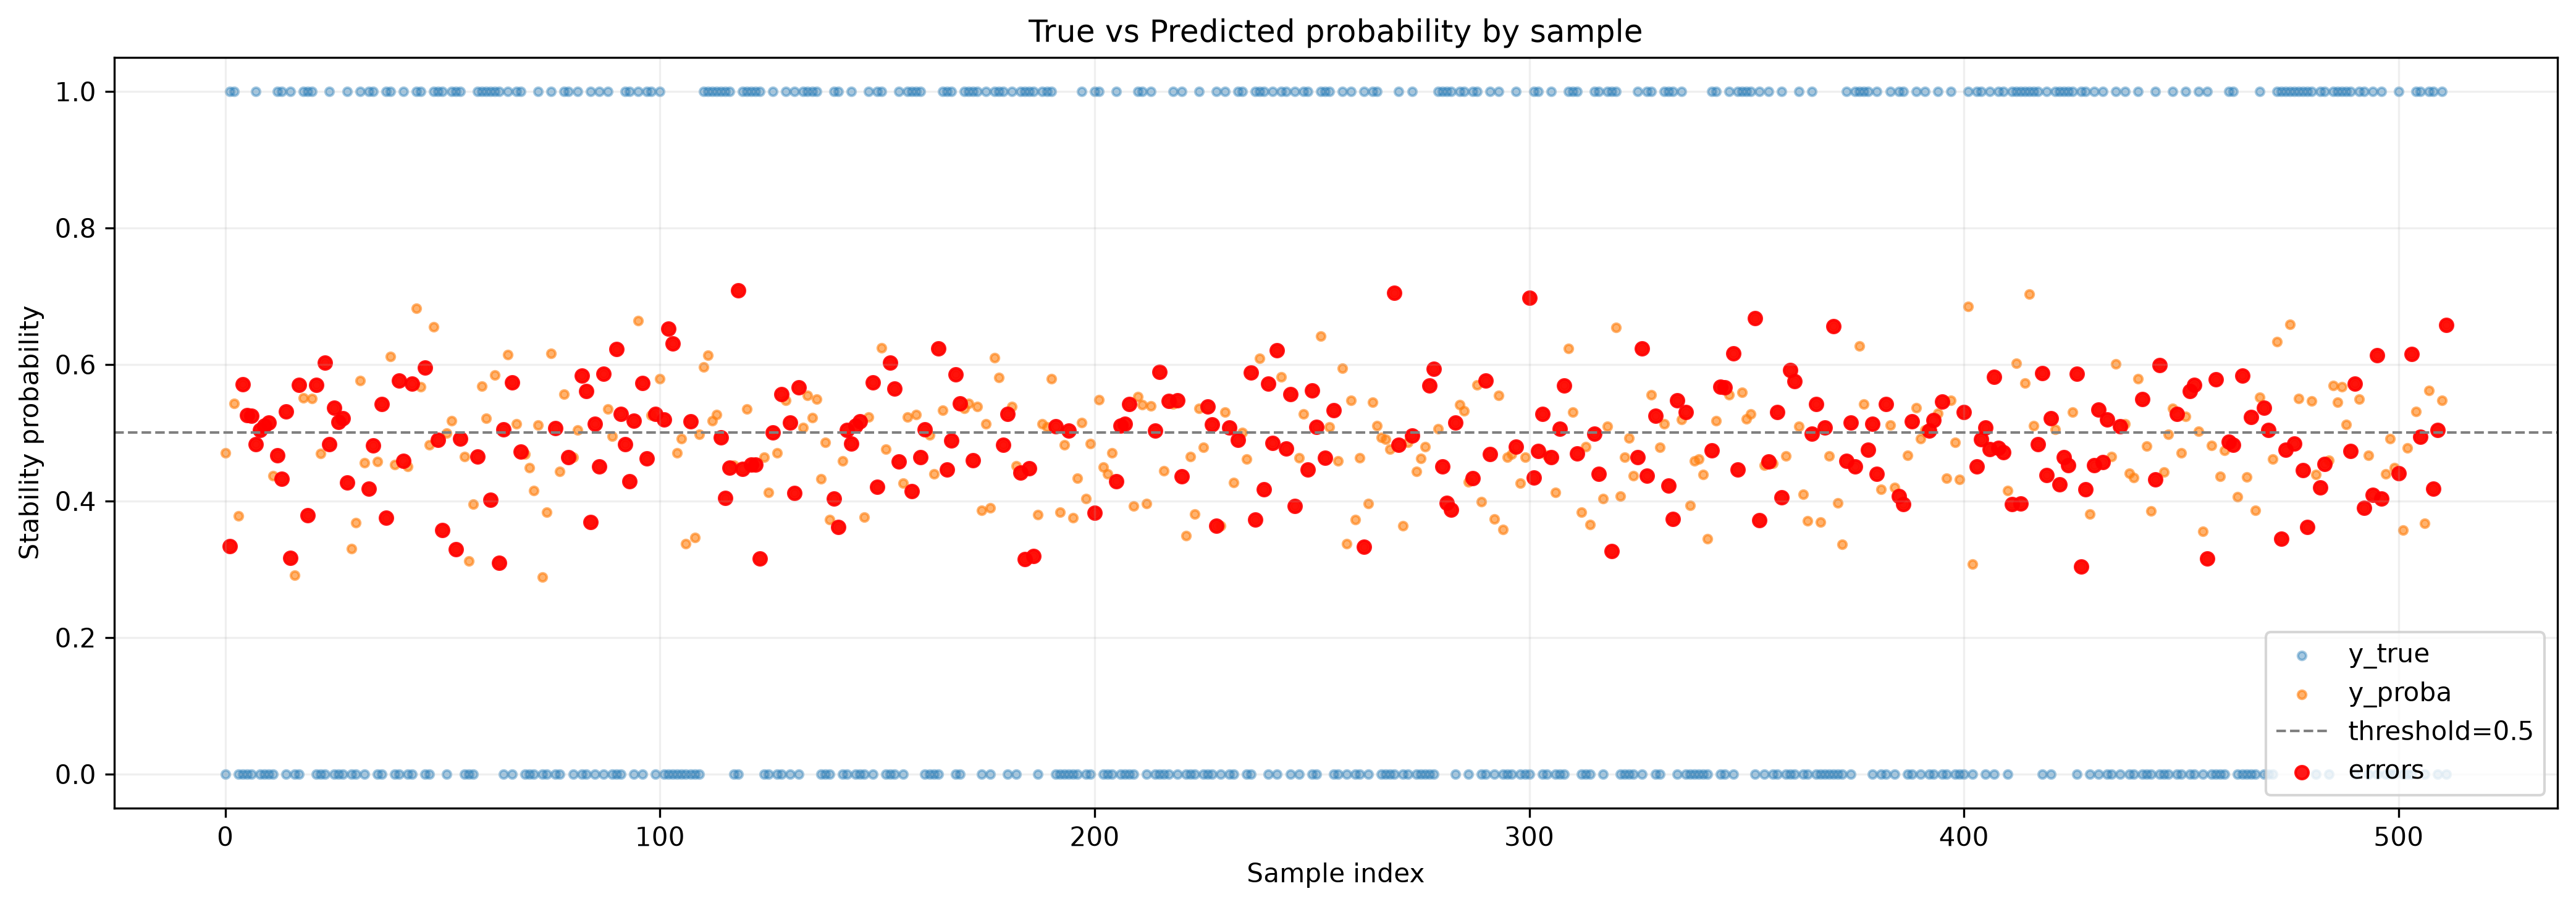 True vs Predicted probability by sample
Stability probability
1.0
0.8
0.6
0.4
0.2
0.0
0 100 200 300 400 500
Sample index
y_true
y_proba
threshold=0.5
errors